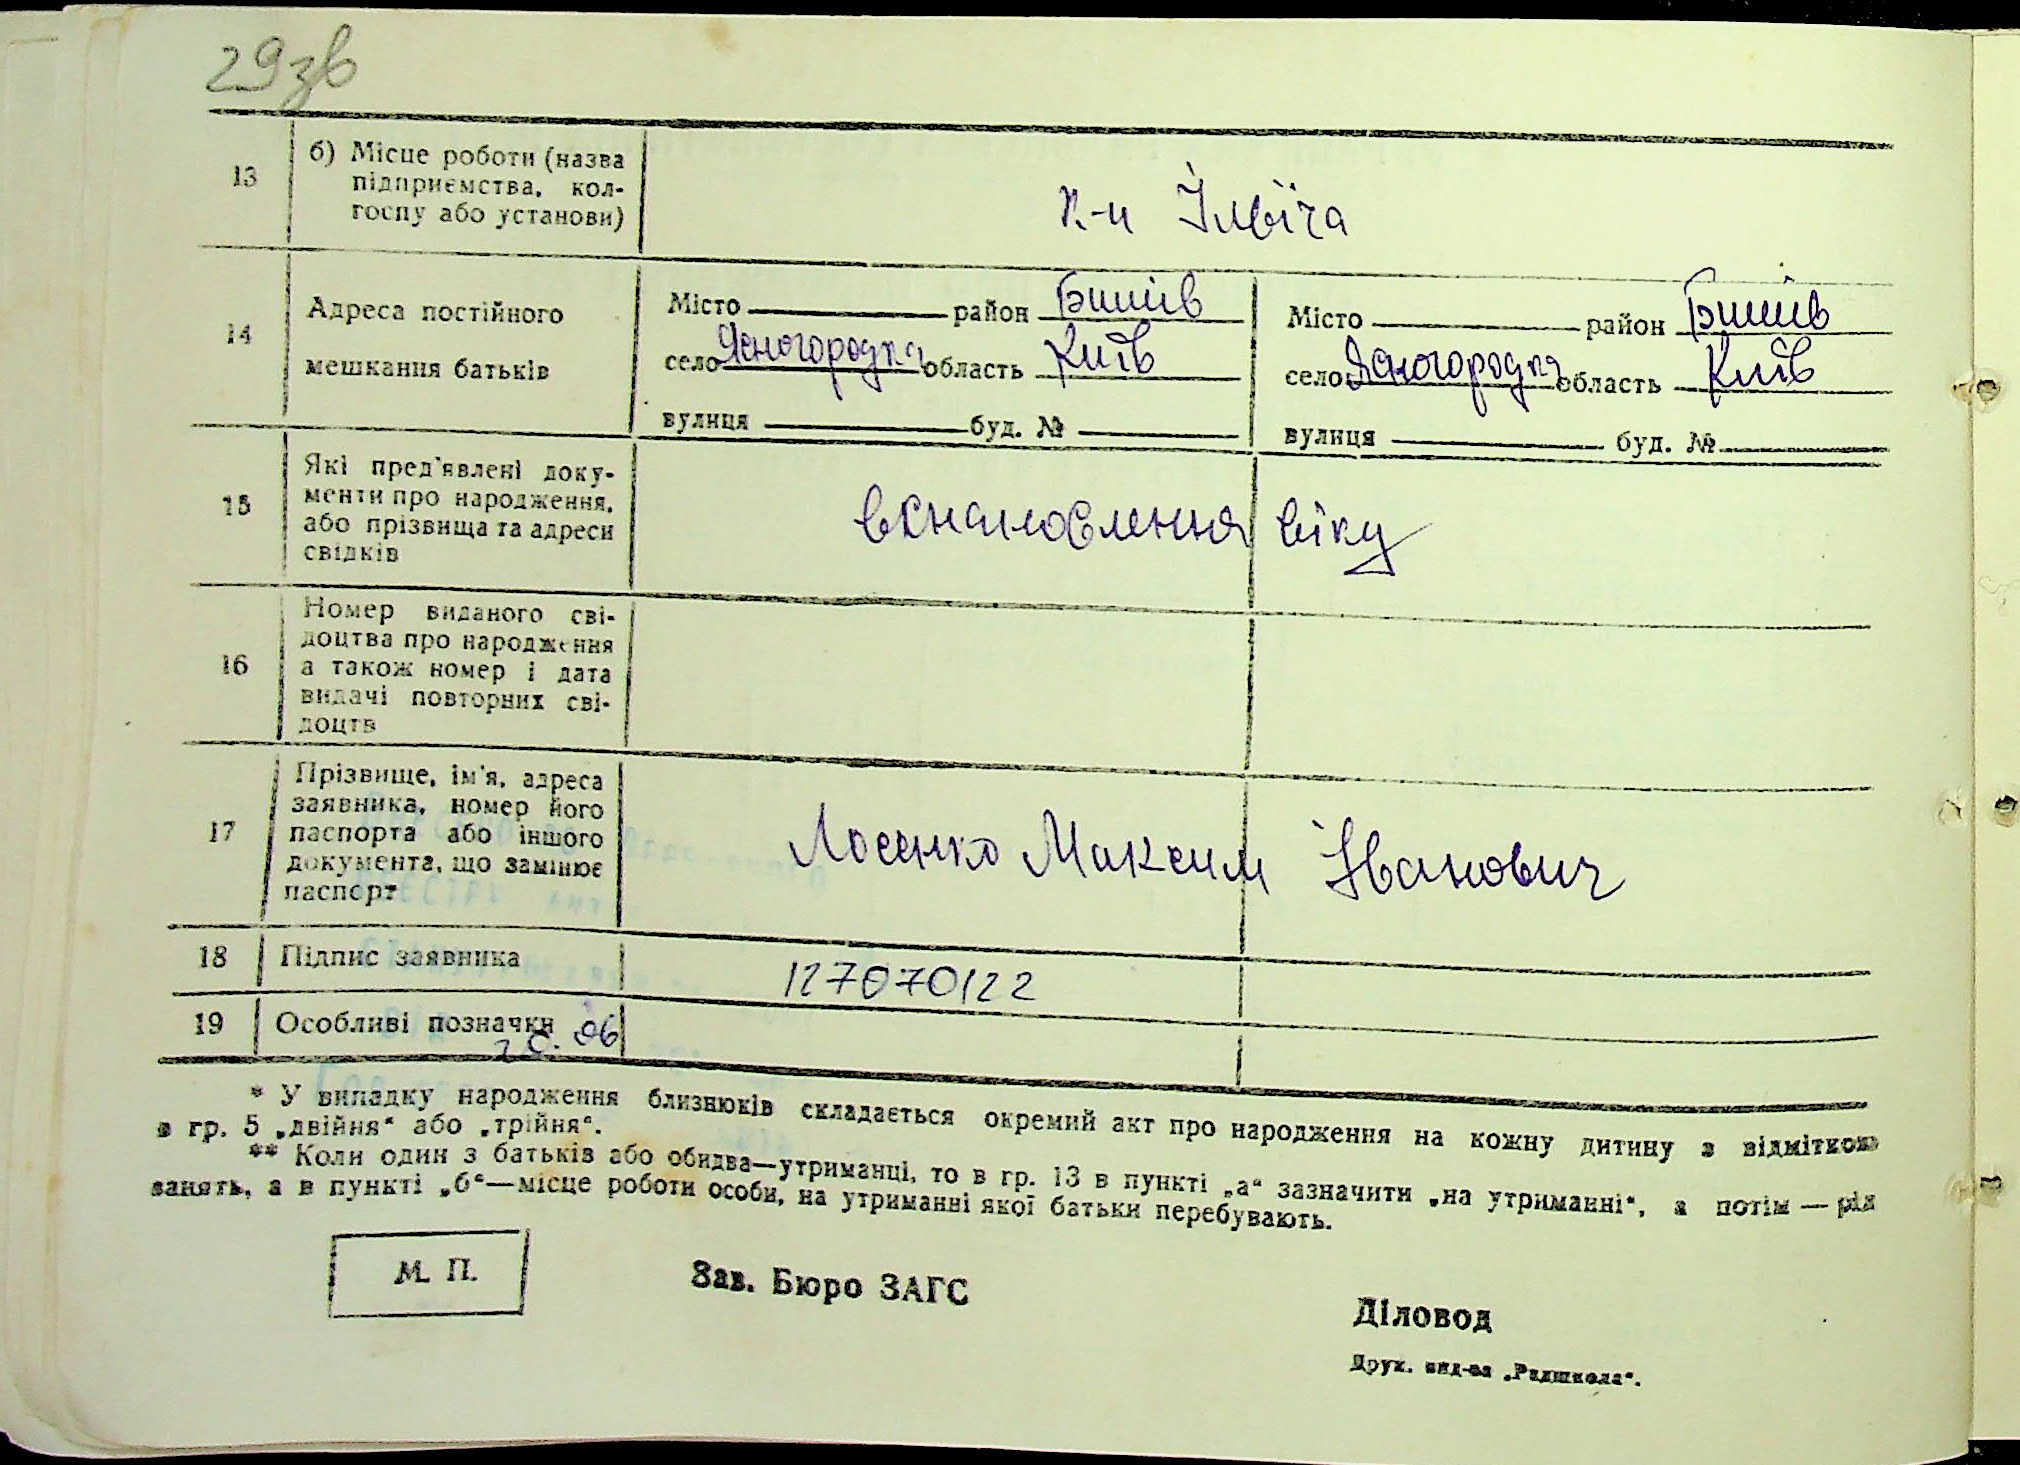 29зв
13
б) Місце роботи (назва
підприємства, кол-
госпу або установи)
к-п Ілліча
14
Адреса постійного
мешкання батьків
Місто район Бишів
село Ясногородка область Київ
вулиця буд. №
Місто район Бишів
село Ясногородка область Київ
вулиця буд. №
15
Які пред'явлені доку-
менти про народження,
або прізвища та адреси
свідків
встановлення віку
16
Номер виданого сві-
доцтва про народження
а також номер і дата
видачі повторних сві-
доцтв
17
Прізвище, ім'я, адреса
заявника, номер його
паспорта або іншого
документа, що замінює
паспорт
Лосенко Максим Іванович
18
Підпис заявника
127070122
19
Особливі позначки
* У випадку народження близнюків складається окремий акт про народження на кожну дитину з відміткою
в гр. 5 „двійня“ або „трійня“.
** Коли один з батьків або обидва—утриманці, то в гр. 13 в пункті „а“ зазначити „на утриманні“, а потім — рід
занять, а в пункті „б“—місце роботи особи, на утриманні якої батьки перебувають.
М. П.
Зав. Бюро ЗАГС
Діловод
Друк. вид-ва „Радшкола“.